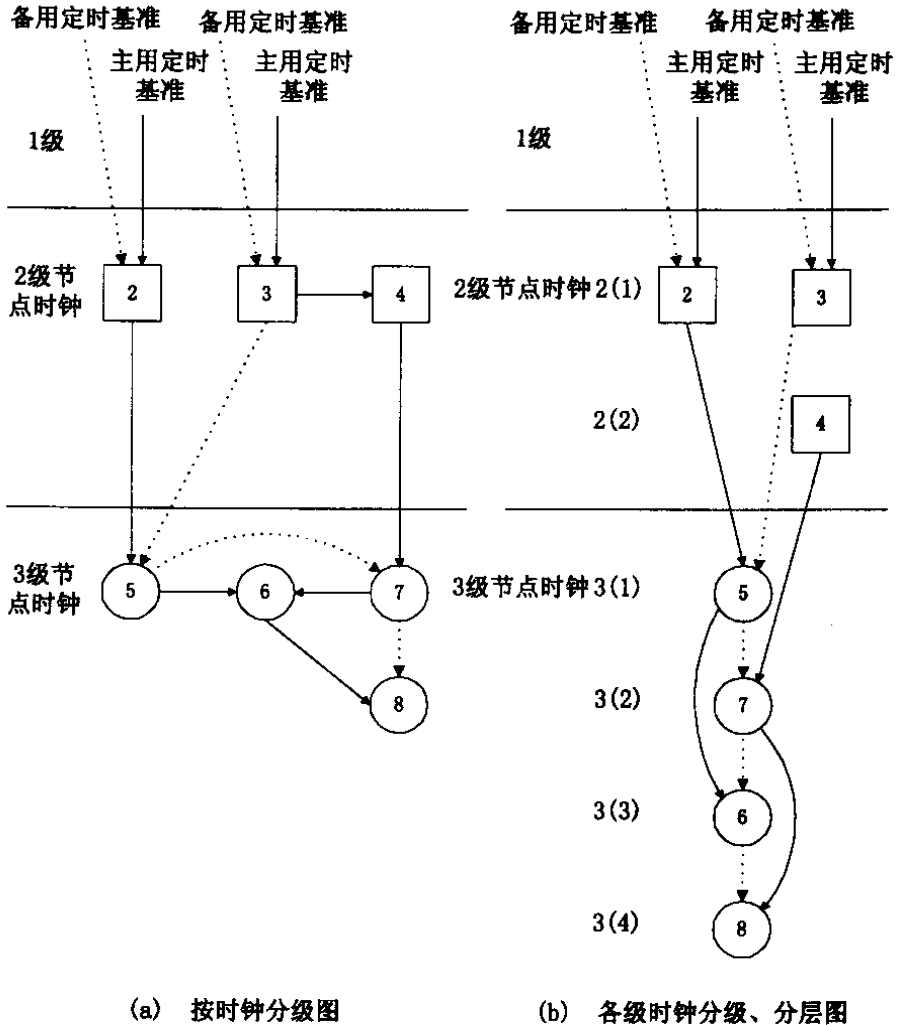 备用定时基准
备用定时基准
主用定时
基准
主用定时
基准
1级
2级节
点时钟
2
3
4
3级节
点时钟
5
6
7
8
(a) 按时钟分级图
备用定时基准
备用定时基准
主用定时
基准
主用定时
基准
1级
2级节点时钟 2(1)
2
3
2(2)
4
3级节点时钟 3(1)
5
3(2)
7
3(3)
6
3(4)
8
(b) 各级时钟分级、分层图